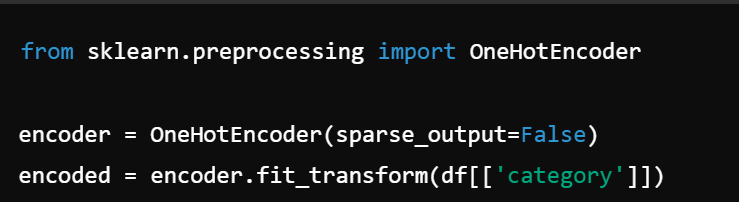 from sklearn.preprocessing import OneHotEncoder
encoder = OneHotEncoder(sparse_output=False)
encoded = encoder.fit_transform(df[['category']])